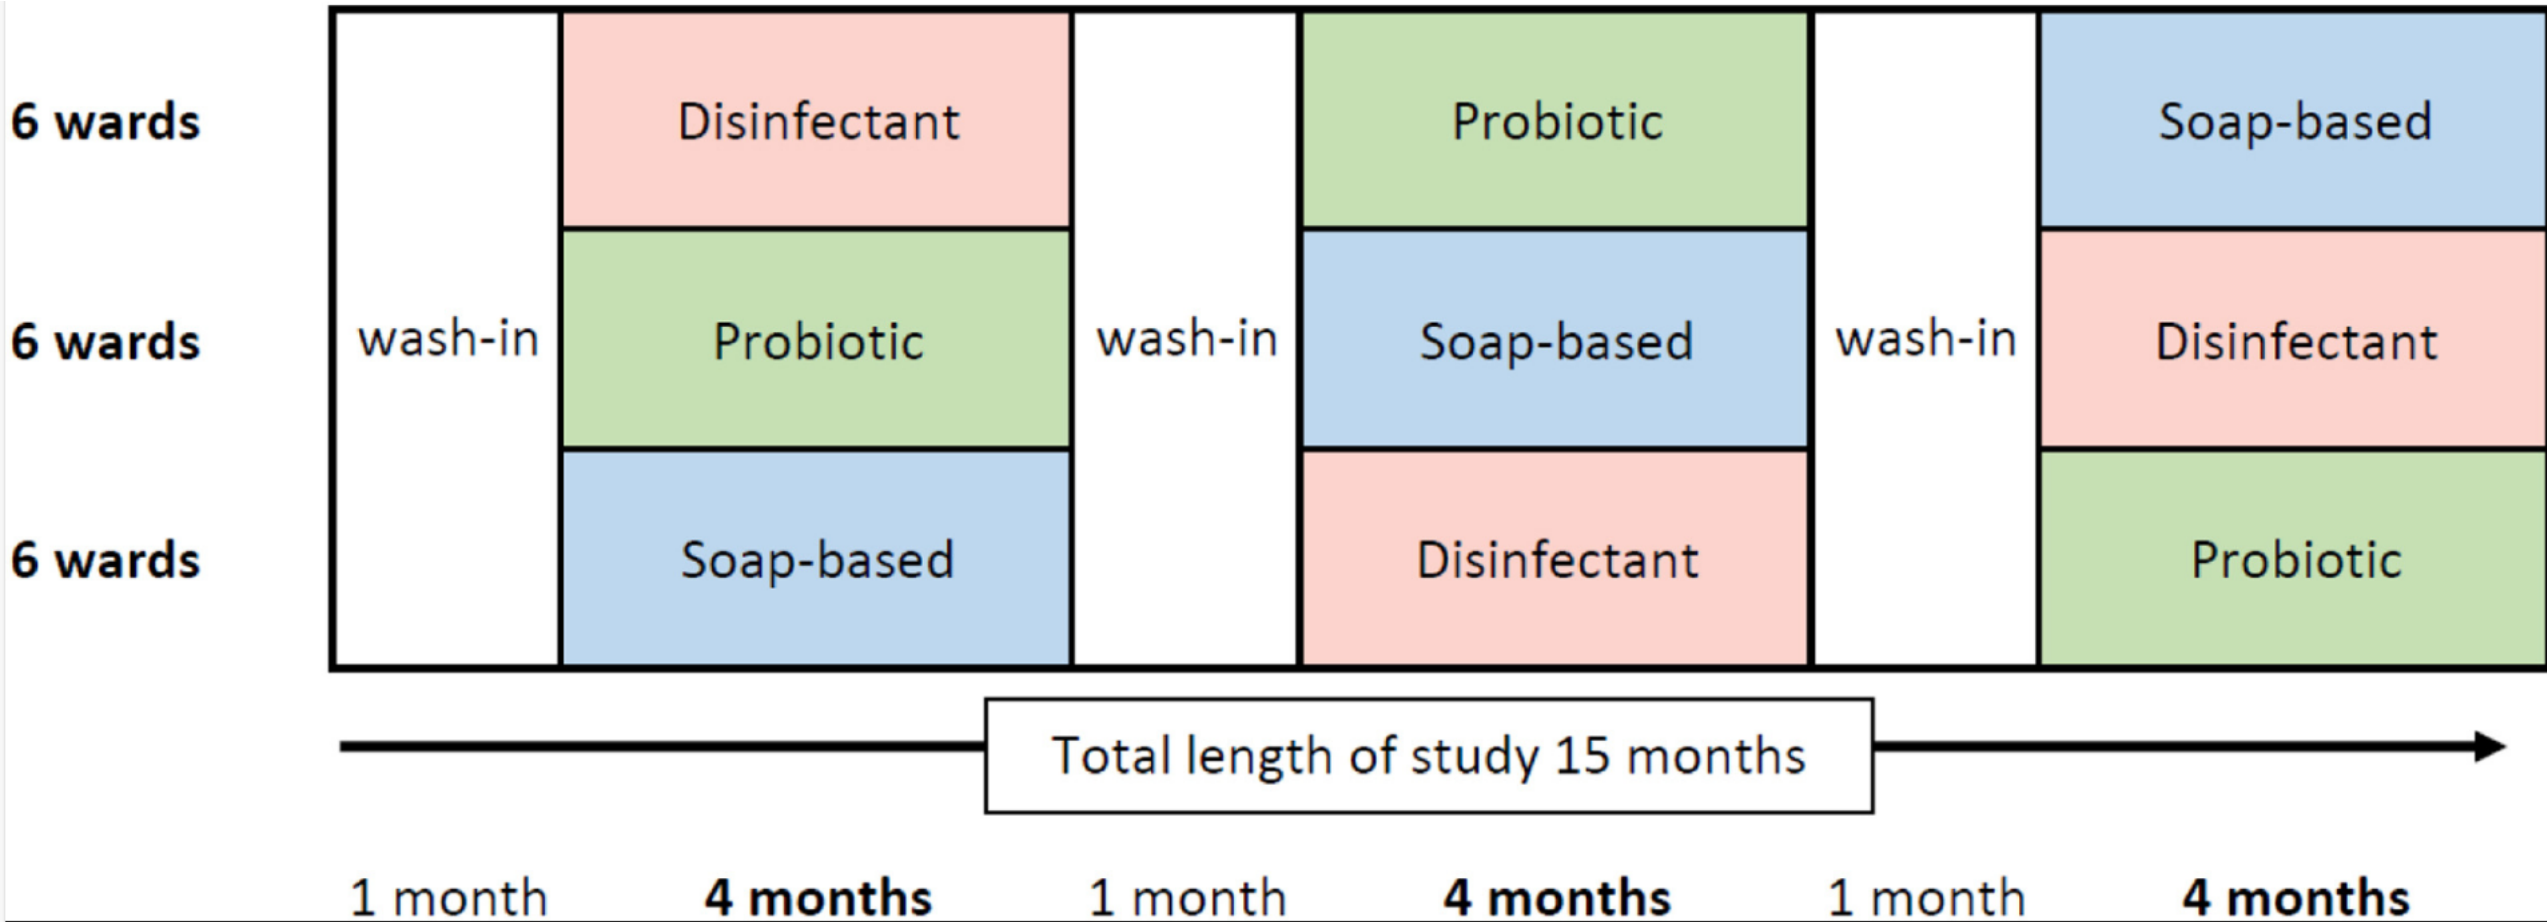 6 wards
Disinfectant
Probiotic
Soap-based
6 wards
wash-in
Probiotic
wash-in
Soap-based
wash-in
Disinfectant
6 wards
Soap-based
Disinfectant
Probiotic
Total length of study 15 months
1 month
4 months
1 month
4 months
1 month
4 months